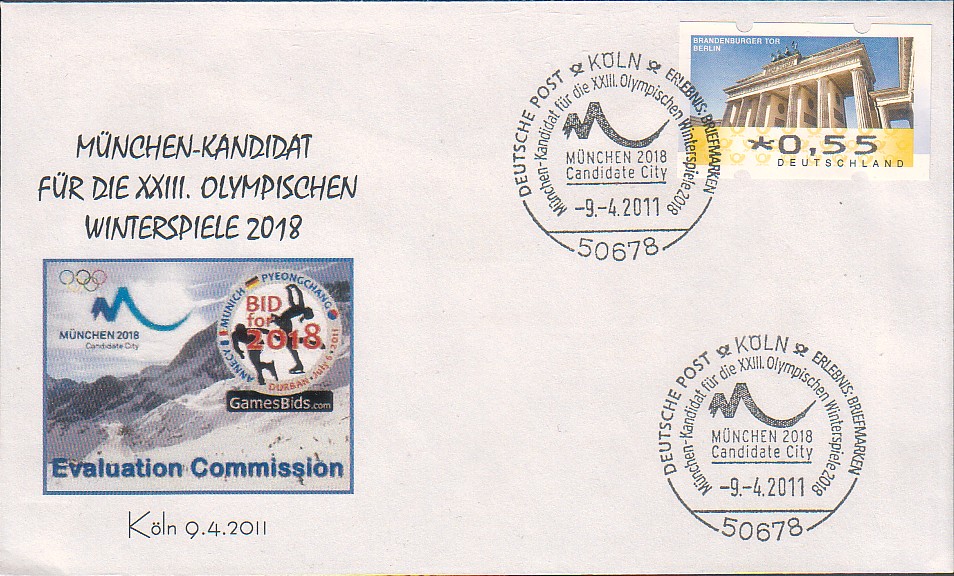 MÜNCHEN-KANDIDAT
FÜR DIE XXIII. OLYMPISCHEN
WINTERSPIELE 2018
MÜNCHEN 2018
Candidate City
ANNECY MUNICH PYEONGCHANG
BID
for
2018
DURBAN • July 6 • 2011
GamesBids.com
Evaluation Commission
Köln 9.4.2011
BRANDENBURGER TOR
BERLIN
*0,55
DEUTSCHLAND
DEUTSCHE POST KÖLN ERLEBNIS: BRIEFMARKEN
München-Kandidat für die XXIII. Olympischen Winterspiele 2018
MÜNCHEN 2018
Candidate City
-9.-4.2011
50678
DEUTSCHE POST KÖLN ERLEBNIS: BRIEFMARKEN
München-Kandidat für die XXIII. Olympischen Winterspiele 2018
MÜNCHEN 2018
Candidate City
-9.-4.2011
50678